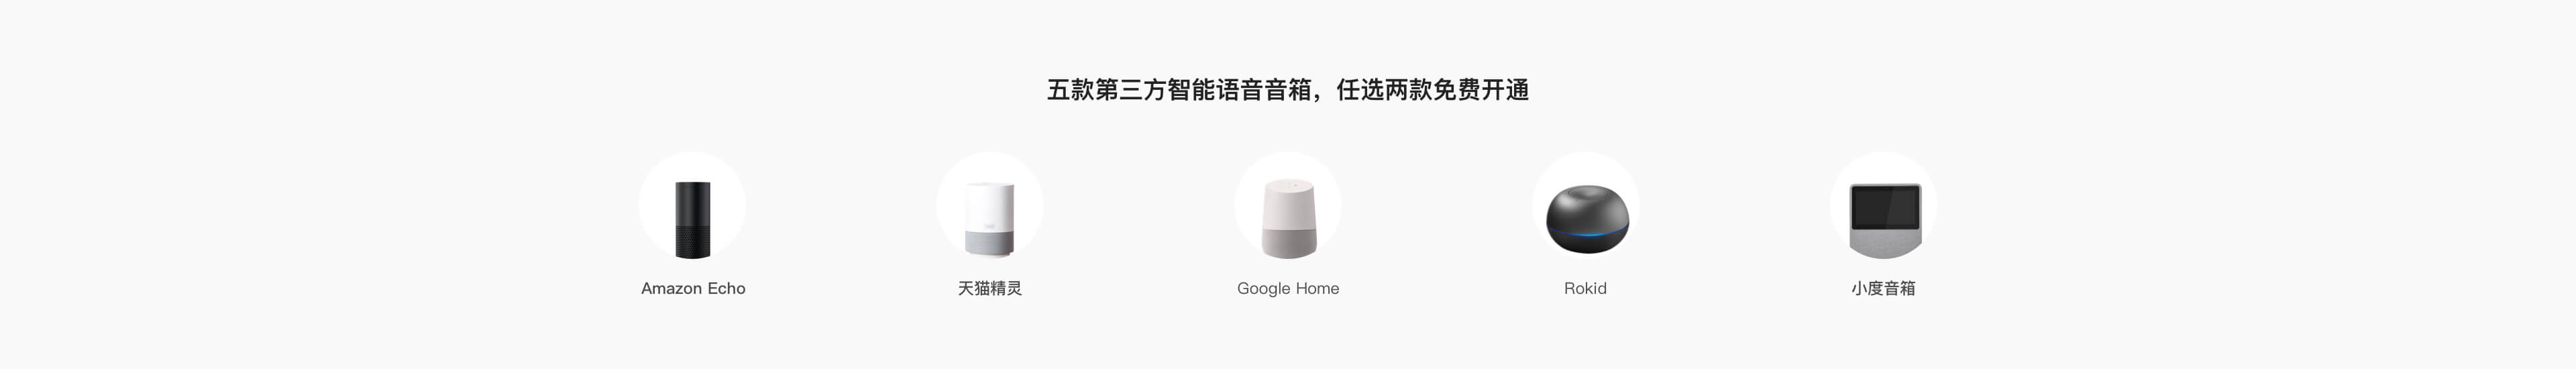 五款第三方智能语音音箱，任选两款免费开通
Amazon Echo
天猫精灵
Google Home
Rokid
小度音箱